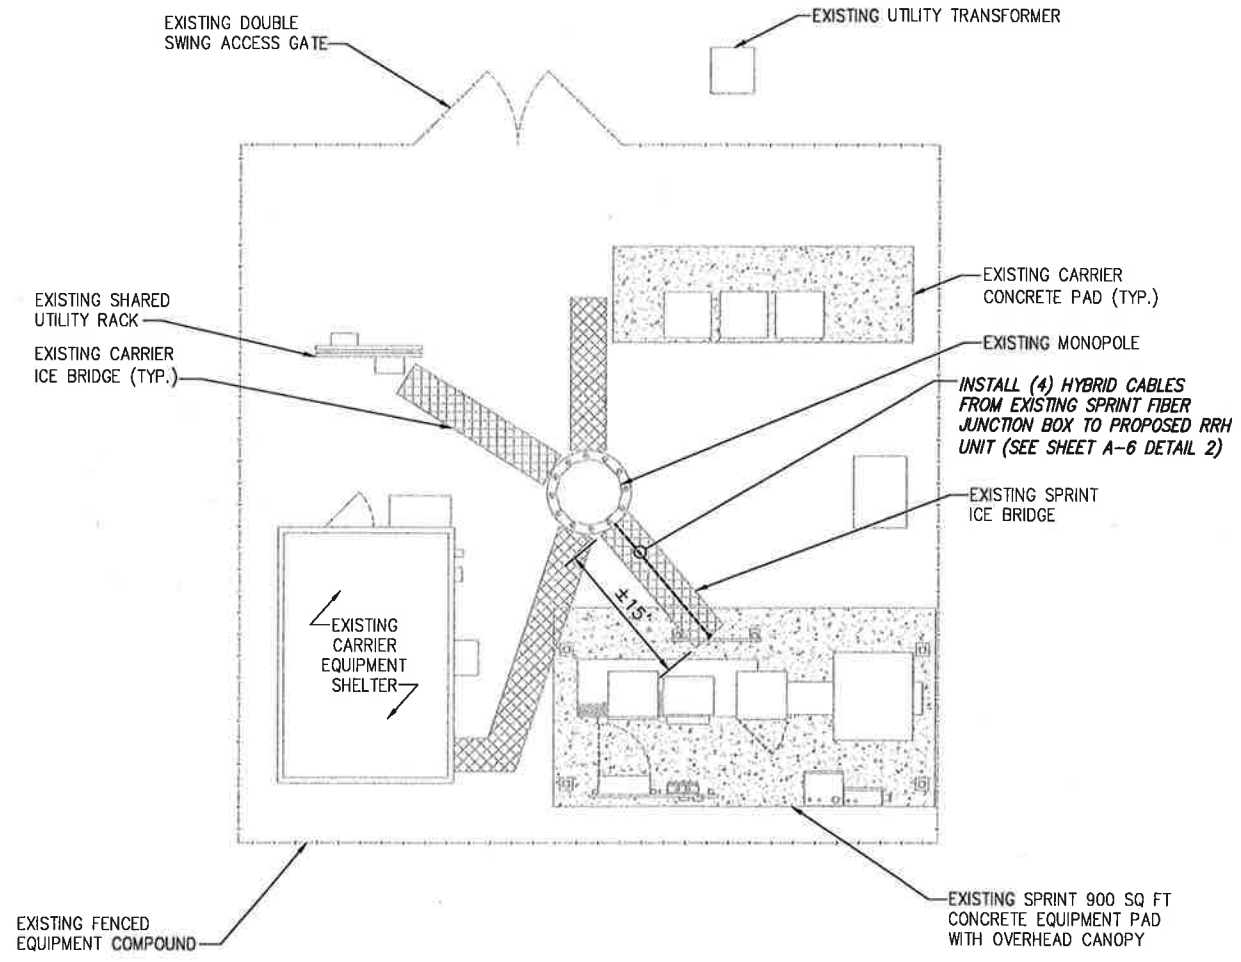 EXISTING DOUBLE
SWING ACCESS GATE
EXISTING UTILITY TRANSFORMER
EXISTING CARRIER
CONCRETE PAD (TYP.)
EXISTING SHARED
UTILITY RACK
EXISTING CARRIER
ICE BRIDGE (TYP.)
EXISTING MONOPOLE
INSTALL (4) HYBRID CABLES
FROM EXISTING SPRINT FIBER
JUNCTION BOX TO PROPOSED RRH
UNIT (SEE SHEET A-6 DETAIL 2)
EXISTING SPRINT
ICE BRIDGE
±15'
EXISTING
CARRIER
EQUIPMENT
SHELTER
EXISTING SPRINT 900 SQ FT
CONCRETE EQUIPMENT PAD
WITH OVERHEAD CANOPY
EXISTING FENCED
EQUIPMENT COMPOUND